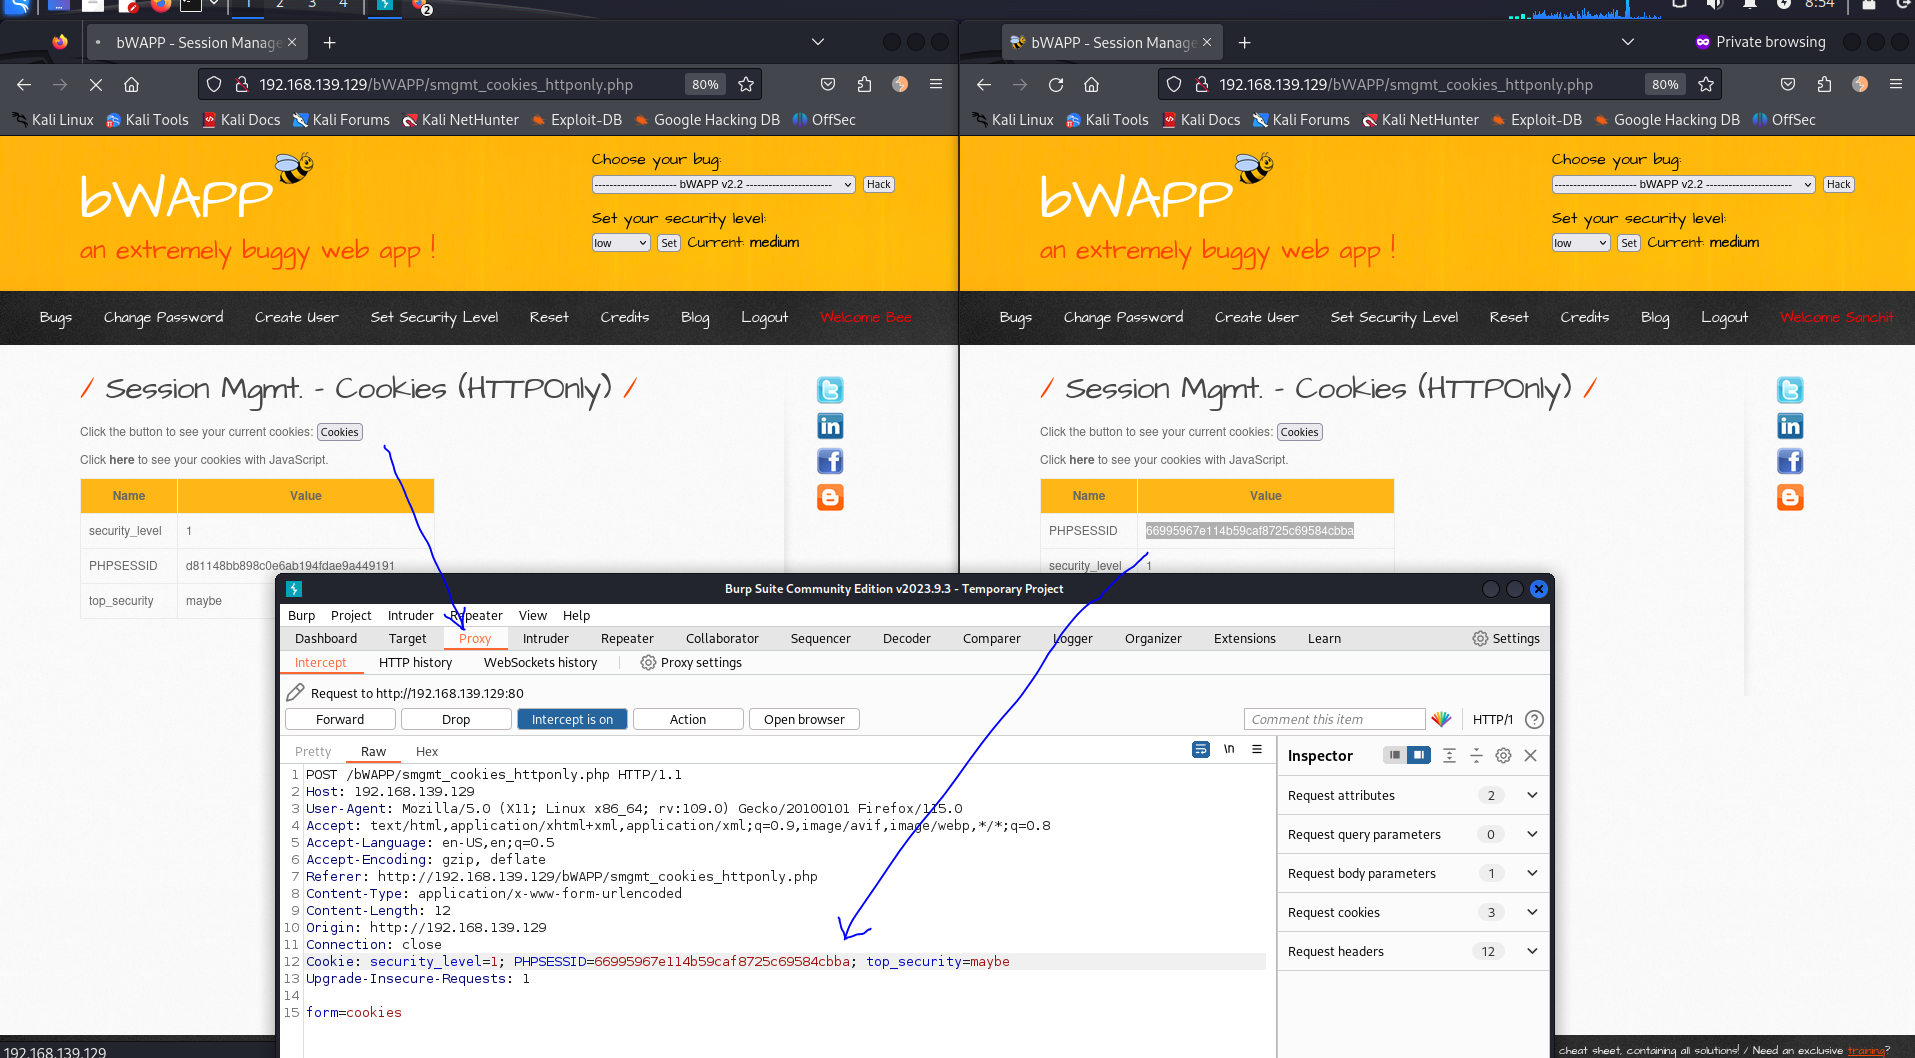 1 2 3 4 2 8:54
bWAPP - Session Manage
192.168.139.129/bWAPP/smgmt_cookies_httponly.php 80%
Kali Linux Kali Tools Kali Docs Kali Forums Kali NetHunter Exploit-DB Google Hacking DB OffSec
Choose your bug:
bWAPP
---------------------- bWAPP v2.2 ----------------------- Hack
Set your security level:
low Set Current: medium
an extremely buggy web app !
Bugs Change Password Create User Set Security Level Reset Credits Blog Logout Welcome Bee
/ Session Mgmt. - Cookies (HTTPOnly) /
Click the button to see your current cookies: Cookies
Click here to see your cookies with JavaScript.
Name Value
security_level 1
PHPSESSID d81148bb898c0e6ab194fdae9a449191
top_security maybe
192.168.139.129
bWAPP - Session Manage Private browsing
192.168.139.129/bWAPP/smgmt_cookies_httponly.php 80%
Kali Linux Kali Tools Kali Docs Kali Forums Kali NetHunter Exploit-DB Google Hacking DB OffSec
Choose your bug:
bWAPP
---------------------- bWAPP v2.2 ----------------------- Hack
Set your security level:
low Set Current: medium
an extremely buggy web app !
Bugs Change Password Create User Set Security Level Reset Credits Blog Logout Welcome Sanchit
/ Session Mgmt. - Cookies (HTTPOnly) /
Click the button to see your current cookies: Cookies
Click here to see your cookies with JavaScript.
Name Value
PHPSESSID 66995967e114b59caf8725c69584cbba
security_level 1
cheat sheet, containing all solutions! / Need an exclusive training?
Burp Suite Community Edition v2023.9.3 - Temporary Project
Burp Project Intruder Repeater View Help
Dashboard Target Proxy Intruder Repeater Collaborator Sequencer Decoder Comparer Logger Organizer Extensions Learn Settings
Intercept HTTP history WebSockets history Proxy settings
Request to http://192.168.139.129:80
Forward Drop Intercept is on Action Open browser Comment this item HTTP/1 ?
Pretty Raw Hex \n
1 POST /bWAPP/smgmt_cookies_httponly.php HTTP/1.1
2 Host: 192.168.139.129
3 User-Agent: Mozilla/5.0 (X11; Linux x86_64; rv:109.0) Gecko/20100101 Firefox/115.0
4 Accept: text/html,application/xhtml+xml,application/xml;q=0.9,image/avif,image/webp,*/*;q=0.8
5 Accept-Language: en-US,en;q=0.5
6 Accept-Encoding: gzip, deflate
7 Referer: http://192.168.139.129/bWAPP/smgmt_cookies_httponly.php
8 Content-Type: application/x-www-form-urlencoded
9 Content-Length: 12
10 Origin: http://192.168.139.129
11 Connection: close
12 Cookie: security_level=1; PHPSESSID=66995967e114b59caf8725c69584cbba; top_security=maybe
13 Upgrade-Insecure-Requests: 1
14
15 form=cookies
Inspector
Request attributes 2
Request query parameters 0
Request body parameters 1
Request cookies 3
Request headers 12